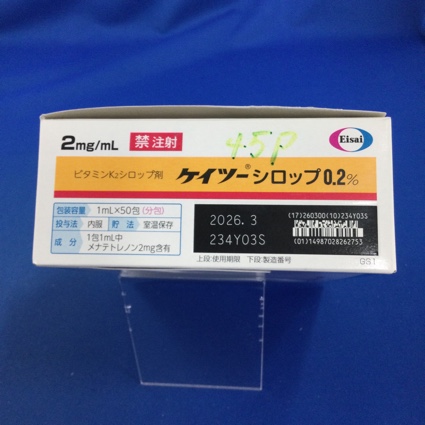 2mg/mL 禁 注射 4.5P Eisai
ビタミンK₂シロップ剤 ケイツーシロップ0.2%
包装容量 1mL×50包(分包)
投与法 内服 貯法 室温保存
成分 1包1mL中
メナテトレノン2mg含有
2026.3
234Y03S
(17)260300(10)234Y03S
(01)14987028262753
上段:使用期限 下段:製造番号